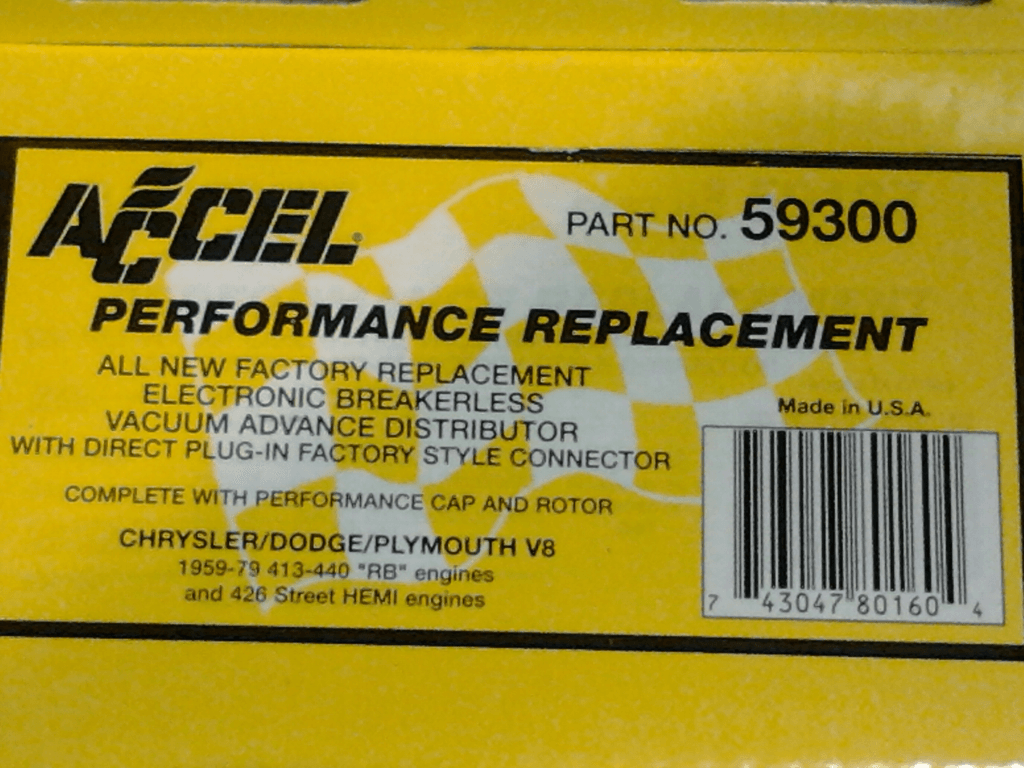 ACCEL®
PART NO. 59300
PERFORMANCE REPLACEMENT
ALL NEW FACTORY REPLACEMENT
ELECTRONIC BREAKERLESS
VACUUM ADVANCE DISTRIBUTOR
WITH DIRECT PLUG-IN FACTORY STYLE CONNECTOR
COMPLETE WITH PERFORMANCE CAP AND ROTOR
CHRYSLER/DODGE/PLYMOUTH V8
1959-79 413-440 "RB" engines
and 426 Street HEMI engines
Made in U.S.A.
7 43047 80160 4